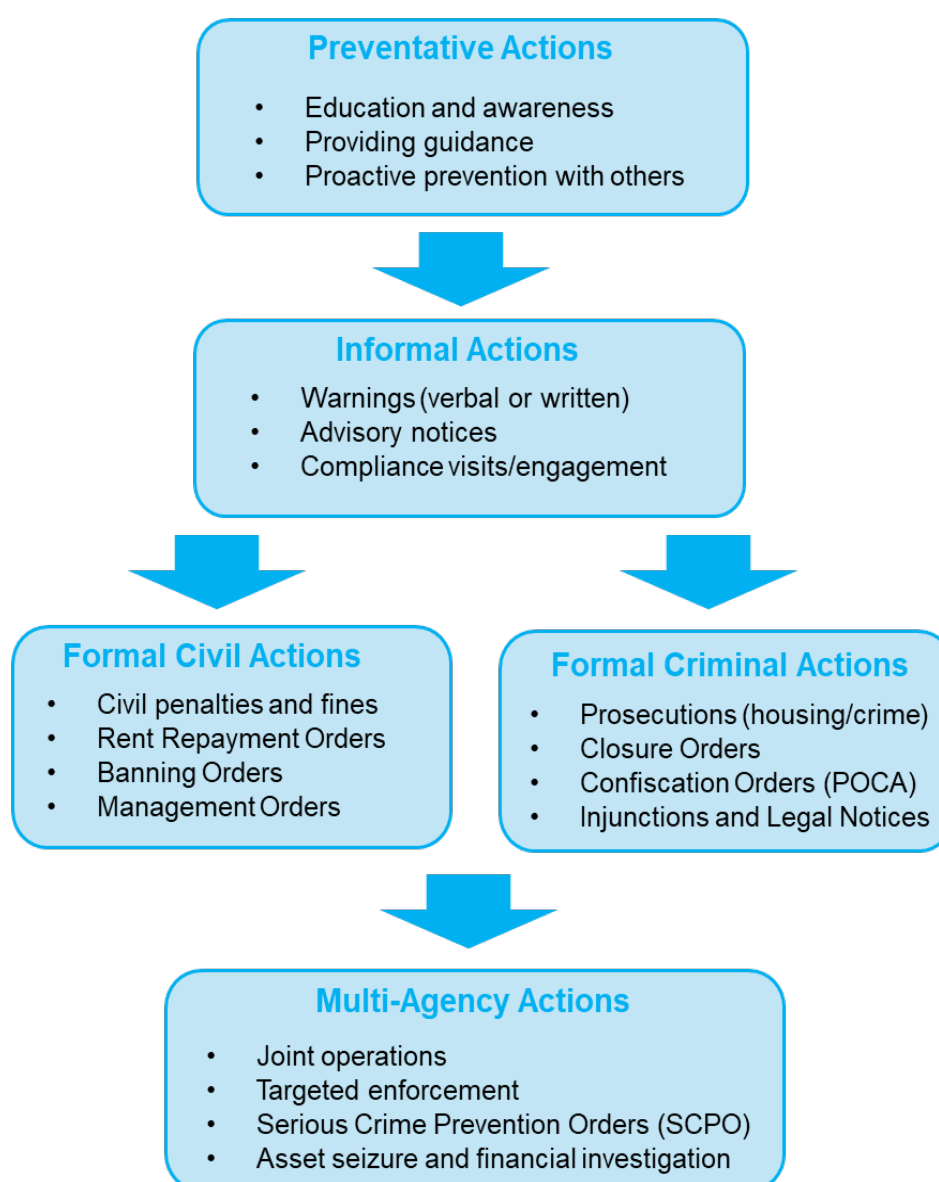 Preventative Actions
• Education and awareness
• Providing guidance
• Proactive prevention with others
Informal Actions
• Warnings (verbal or written)
• Advisory notices
• Compliance visits/engagement
Formal Civil Actions
• Civil penalties and fines
• Rent Repayment Orders
• Banning Orders
• Management Orders
Formal Criminal Actions
• Prosecutions (housing/crime)
• Closure Orders
• Confiscation Orders (POCA)
• Injunctions and Legal Notices
Multi-Agency Actions
• Joint operations
• Targeted enforcement
• Serious Crime Prevention Orders (SCPO)
• Asset seizure and financial investigation